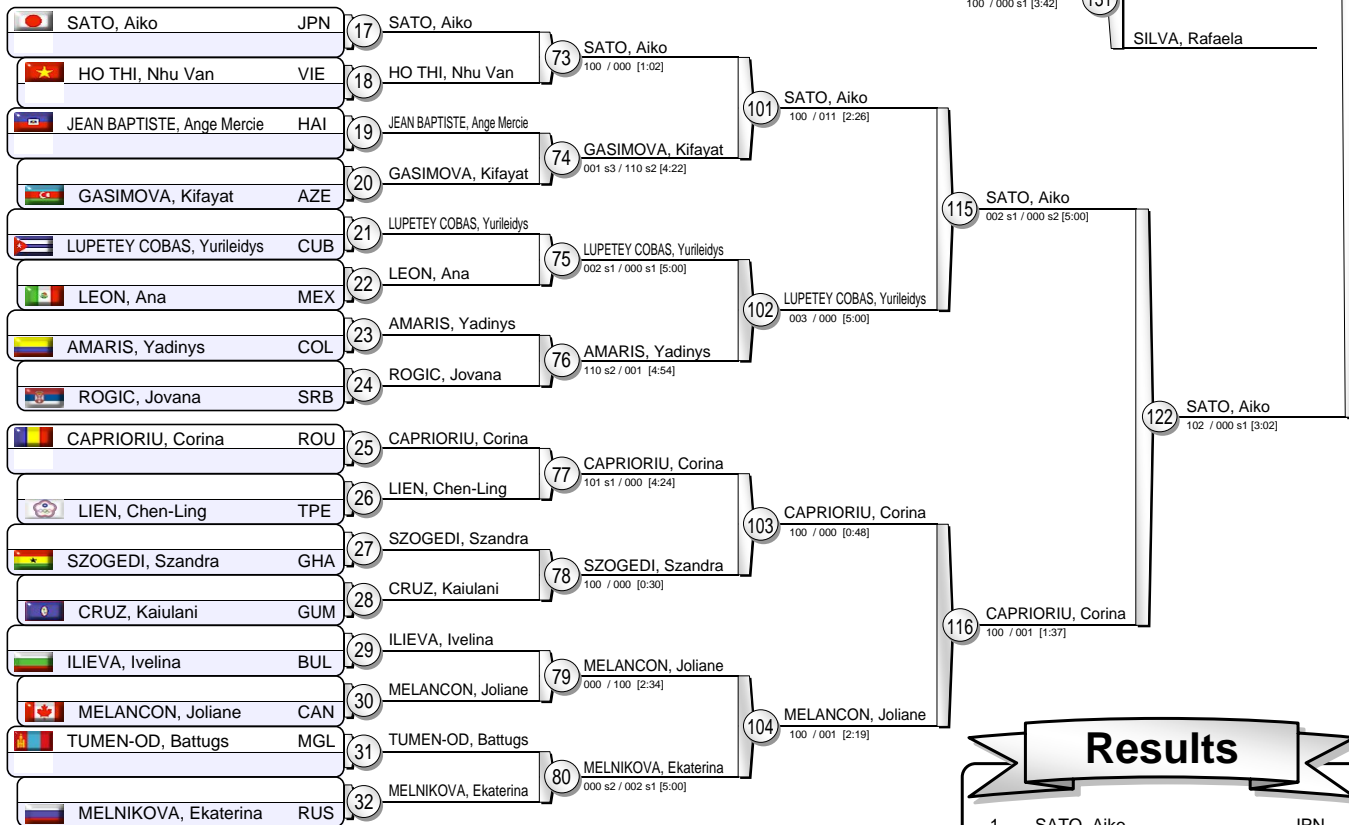 SATO, Aiko JPN
HO THI, Nhu Van VIE
JEAN BAPTISTE, Ange Mercie HAI
GASIMOVA, Kifayat AZE
LUPETEY COBAS, Yurileidys CUB
LEON, Ana MEX
AMARIS, Yadinys COL
ROGIC, Jovana SRB
CAPRIORIU, Corina ROU
LIEN, Chen-Ling TPE
SZOGEDI, Szandra GHA
CRUZ, Kaiulani GUM
ILIEVA, Ivelina BUL
MELANCON, Joliane CAN
TUMEN-OD, Battugs MGL
MELNIKOVA, Ekaterina RUS
17 SATO, Aiko
18 HO THI, Nhu Van
19 JEAN BAPTISTE, Ange Mercie
20 GASIMOVA, Kifayat
21 LUPETEY COBAS, Yurileidys
22 LEON, Ana
23 AMARIS, Yadinys
24 ROGIC, Jovana
25 CAPRIORIU, Corina
26 LIEN, Chen-Ling
27 SZOGEDI, Szandra
28 CRUZ, Kaiulani
29 ILIEVA, Ivelina
30 MELANCON, Joliane
31 TUMEN-OD, Battugs
32 MELNIKOVA, Ekaterina
73 SATO, Aiko
100 / 000 [1:02]
74 GASIMOVA, Kifayat
001 s3 / 110 s2 [4:22]
75 LUPETEY COBAS, Yurileidys
002 s1 / 000 s1 [5:00]
76 AMARIS, Yadinys
110 s2 / 001 [4:54]
77 CAPRIORIU, Corina
101 s1 / 000 [4:24]
78 SZOGEDI, Szandra
100 / 000 [0:30]
79 MELANCON, Joliane
000 / 100 [2:34]
80 MELNIKOVA, Ekaterina
000 s2 / 002 s1 [5:00]
101 SATO, Aiko
100 / 011 [2:26]
102 LUPETEY COBAS, Yurileidys
003 / 000 [5:00]
103 CAPRIORIU, Corina
100 / 000 [0:48]
104 MELANCON, Joliane
100 / 001 [2:19]
115 SATO, Aiko
002 s1 / 000 s2 [5:00]
116 CAPRIORIU, Corina
100 / 001 [1:37]
122 SATO, Aiko
102 / 000 s1 [3:02]
100 / 000 s1 [3:42]
SILVA, Rafaela
Results
1 SATO, Aiko JPN